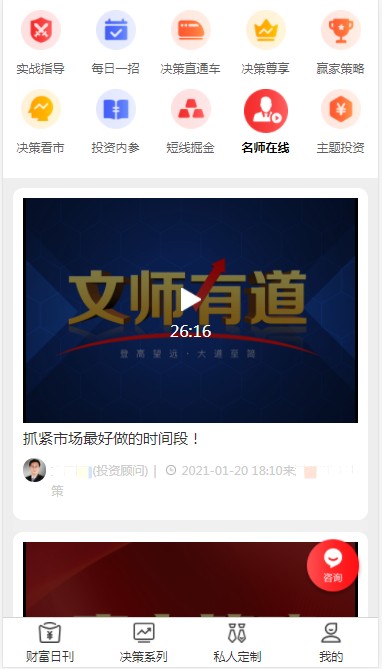 实战指导 每日一招 决策直通车 决策尊享 赢家策略
决策看市 投资内参 短线掘金 名师在线 主题投资
文师有道
26:16
登高望远·大道至简
抓紧市场最好做的时间段！
(投资顾问) | 2021-01-20 18:10来
策
咨询
财富日刊 决策系列 私人定制 我的